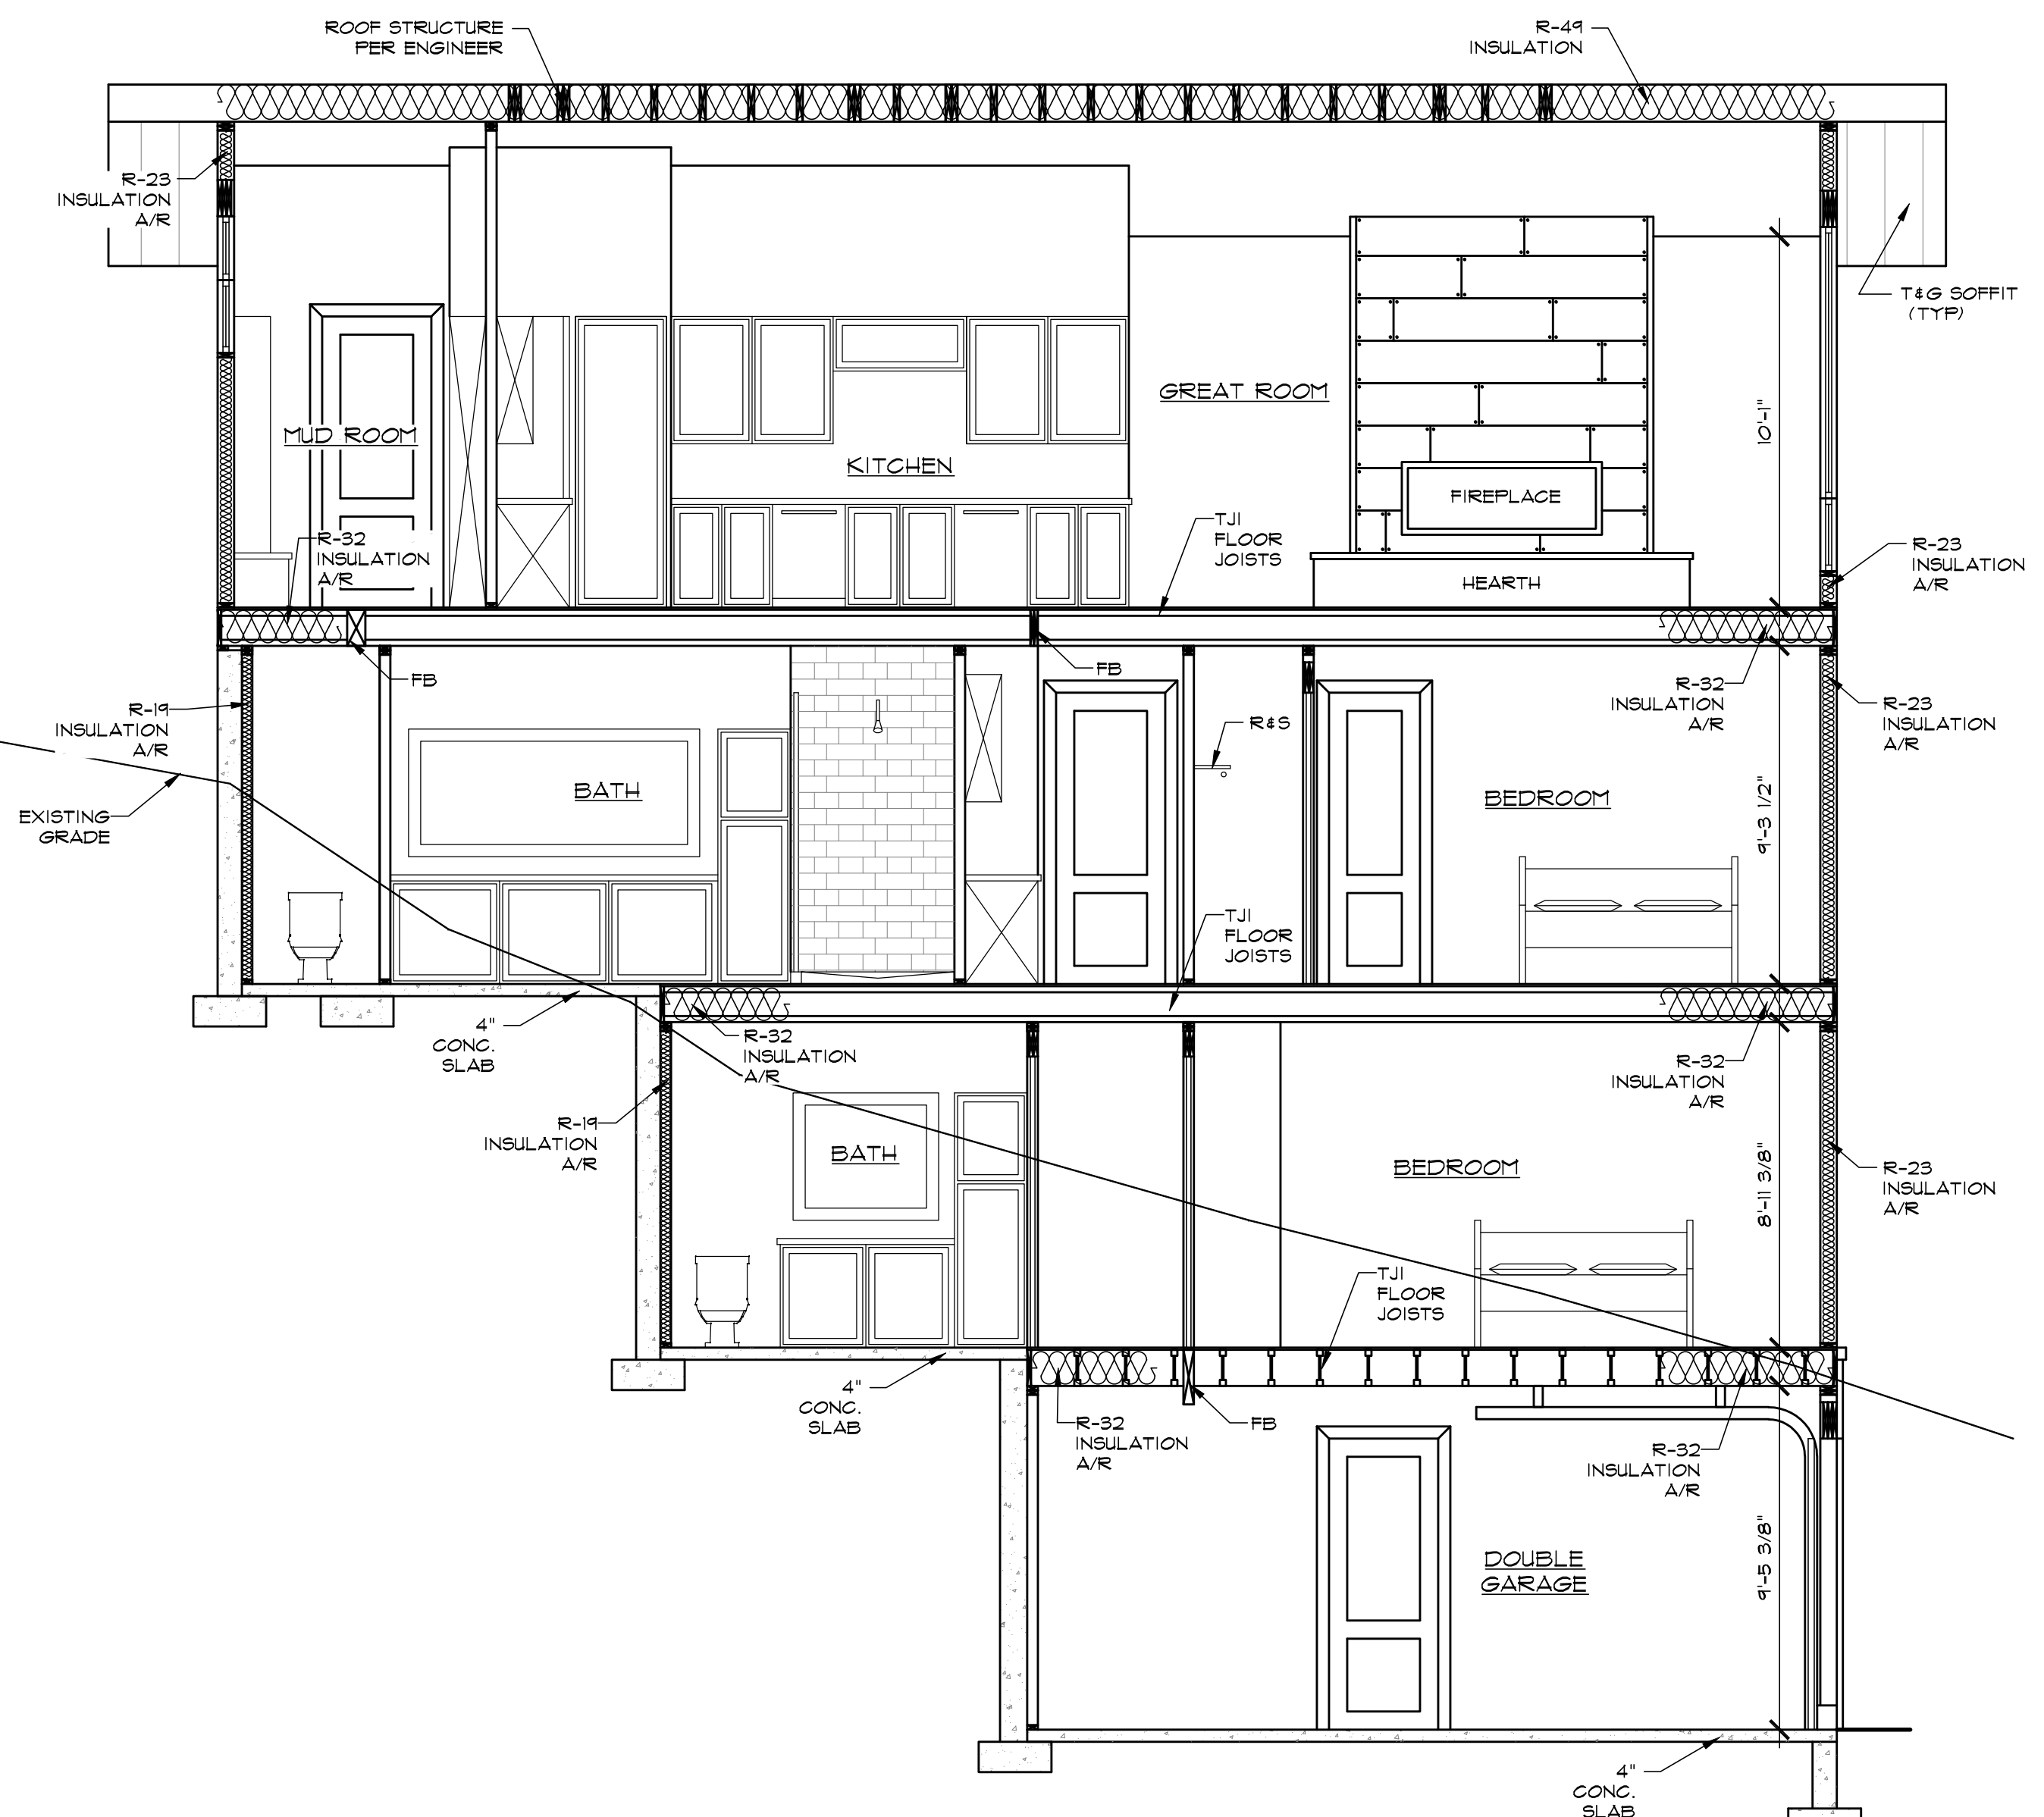 ROOF STRUCTURE
PER ENGINEER
R-49
INSULATION
R-23
INSULATION
A/R
T&G SOFFIT
(TYP)
GREAT ROOM
10'-1"
MUD ROOM
KITCHEN
FIREPLACE
TJI
FLOOR
JOISTS
R-32
INSULATION
A/R
R-23
INSULATION
A/R
HEARTH
FB
FB
R-32
INSULATION
A/R
R-19
INSULATION
A/R
R&S
R-23
INSULATION
A/R
BATH
BEDROOM
9'-3 1/2"
EXISTING
GRADE
TJI
FLOOR
JOISTS
4"
CONC.
SLAB
R-32
INSULATION
A/R
R-32
INSULATION
A/R
R-19
INSULATION
A/R
BATH
BEDROOM
8'-11 3/8"
R-23
INSULATION
A/R
TJI
FLOOR
JOISTS
4"
CONC.
SLAB
R-32
INSULATION
A/R
FB
R-32
INSULATION
A/R
DOUBLE
GARAGE
9'-5 3/8"
4"
CONC.
SLAB